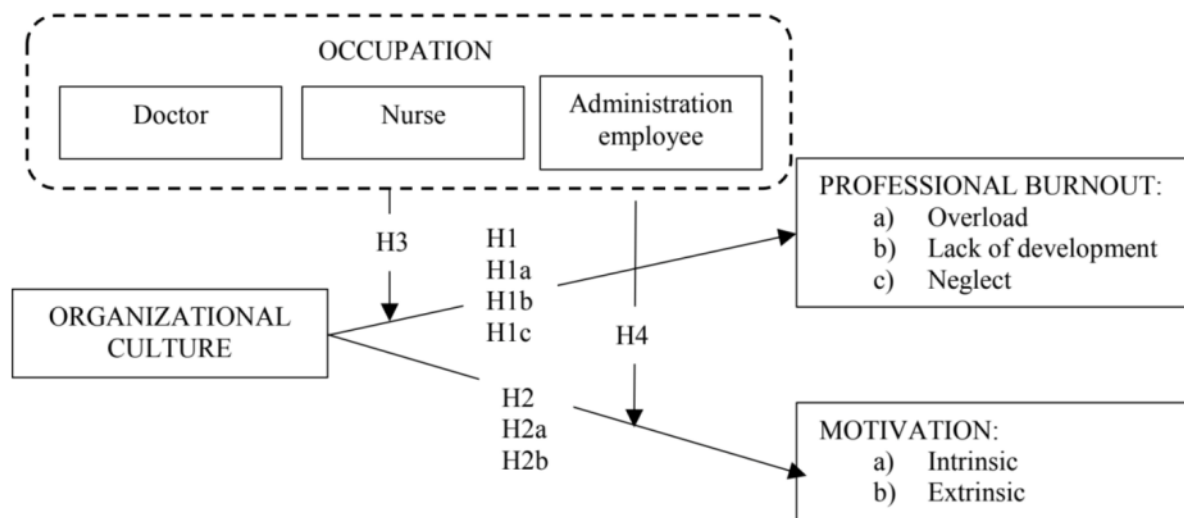 OCCUPATION
Doctor
Nurse
Administration
employee
PROFESSIONAL BURNOUT:
a) Overload
b) Lack of development
c) Neglect
H3
H1
H1a
H1b
H1c
ORGANIZATIONAL
CULTURE
H4
H2
H2a
H2b
MOTIVATION:
a) Intrinsic
b) Extrinsic